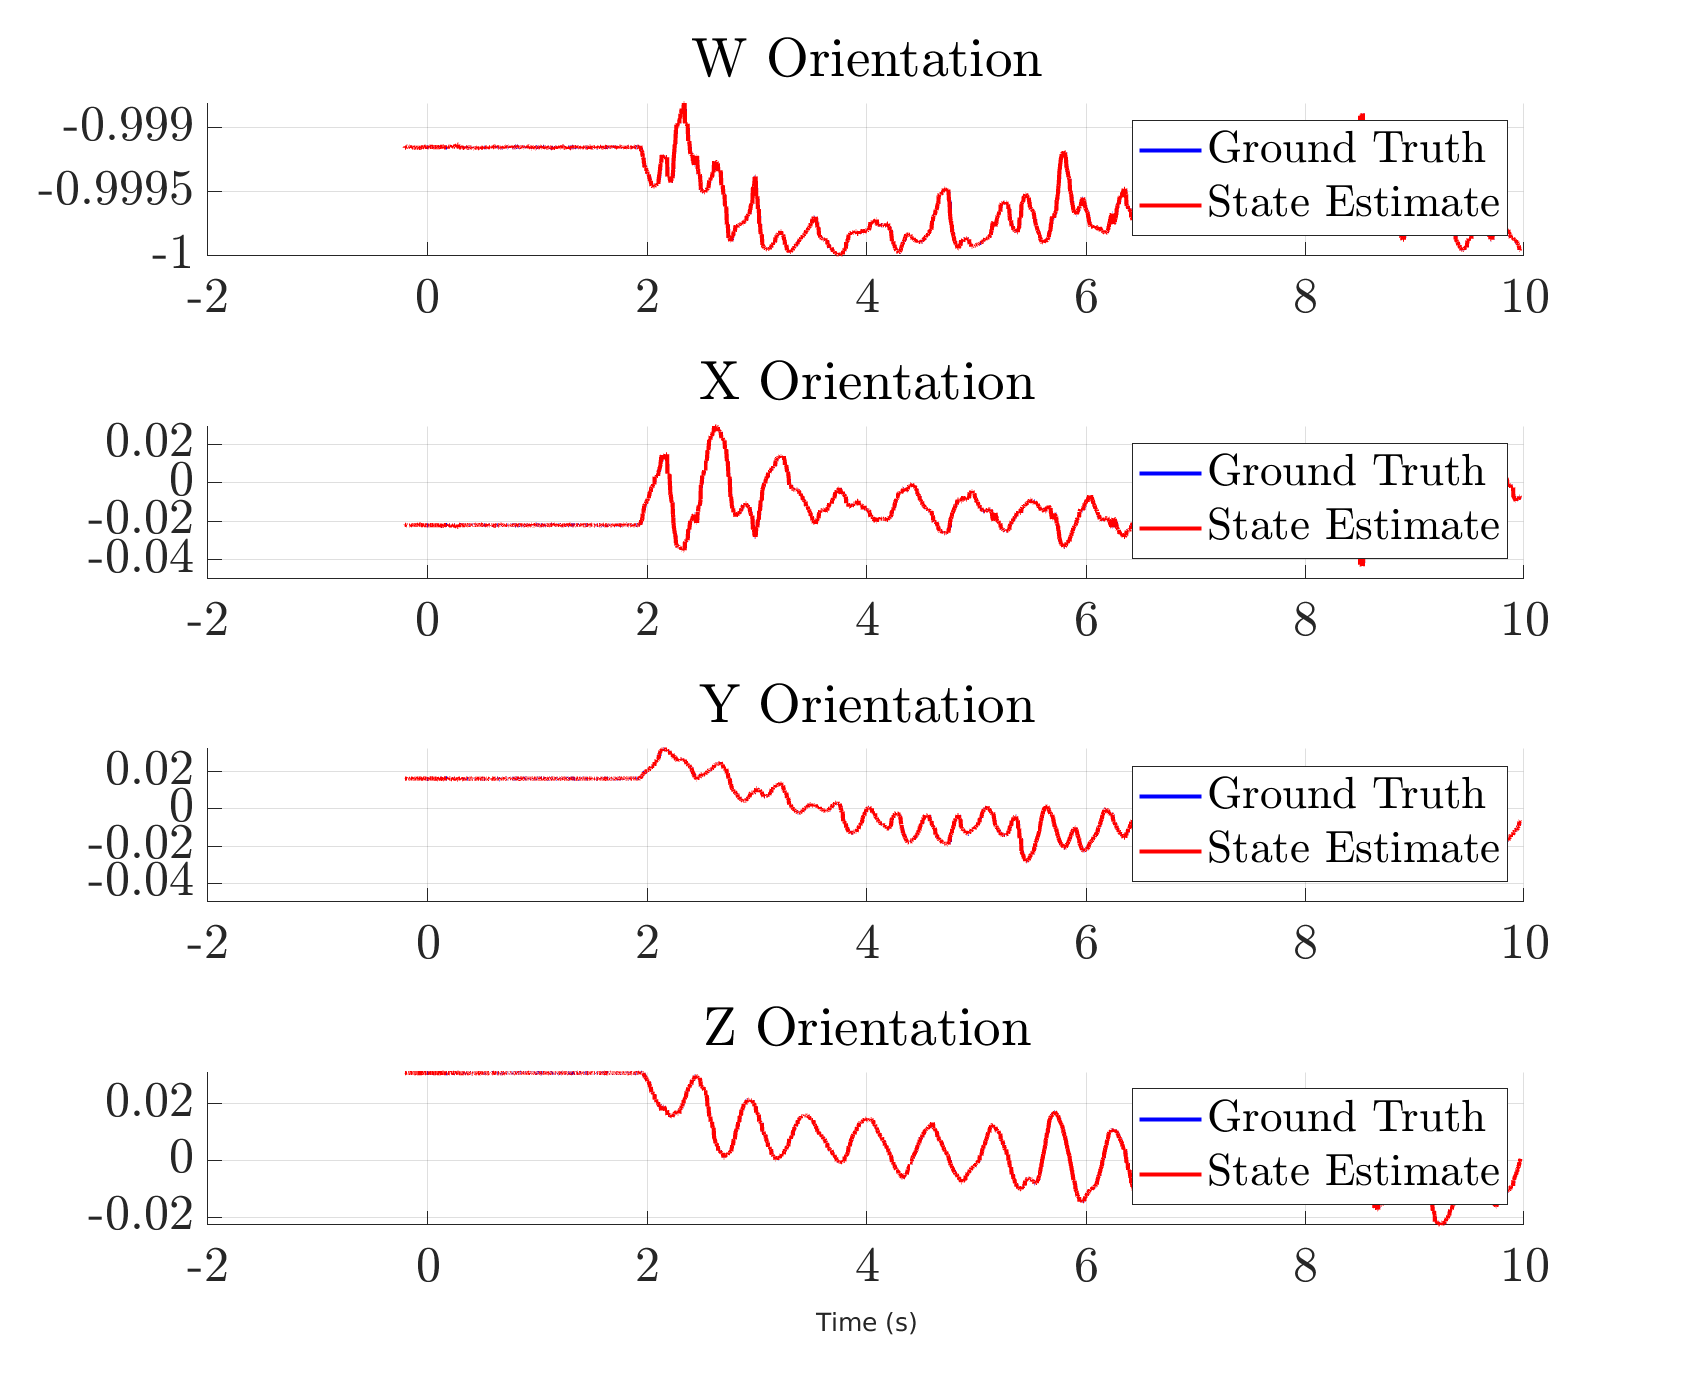 W Orientation
-0.999
-0.9995
-1
Ground Truth
State Estimate
-2 0 2 4 6 8 10
X Orientation
0.02
0
-0.02
-0.04
Ground Truth
State Estimate
-2 0 2 4 6 8 10
Y Orientation
0.02
0
-0.02
-0.04
Ground Truth
State Estimate
-2 0 2 4 6 8 10
Z Orientation
0.02
0
-0.02
Ground Truth
State Estimate
-2 0 2 4 6 8 10
Time (s)